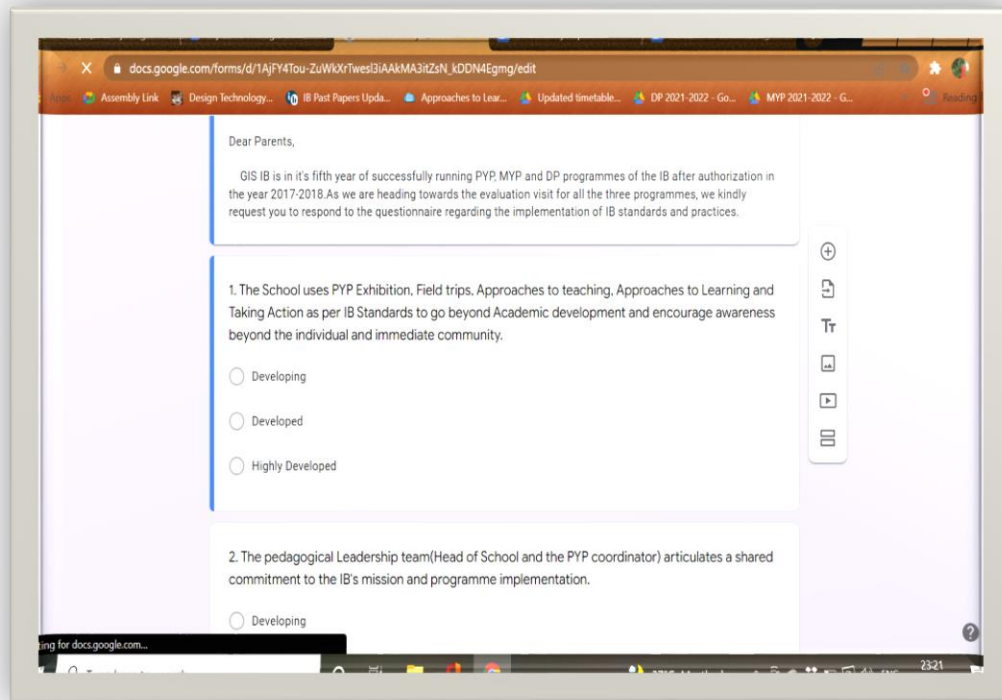 docs.google.com/forms/d/1AjFY4Tou-ZuWkXrTwesl3iAAkMA3itZsN_kDDN4Egmg/edit
Apps Assembly Link Design Technology... IB Past Papers Upda... Approaches to Lear... Updated timetable... DP 2021-2022 - Go... MYP 2021-2022 - G... Reading
Dear Parents,
GIS IB is in it's fifth year of successfully running PYP, MYP and DP programmes of the IB after authorization in
the year 2017-2018.As we are heading towards the evaluation visit for all the three programmes, we kindly
request you to respond to the questionnaire regarding the implementation of IB standards and practices.
1. The School uses PYP Exhibition, Field trips, Approaches to teaching, Approaches to Learning and
Taking Action as per IB Standards to go beyond Academic development and encourage awareness
beyond the individual and immediate community.
Developing
Developed
Highly Developed
2. The pedagogical Leadership team(Head of School and the PYP coordinator) articulates a shared
commitment to the IB's mission and programme implementation.
Developing
ing for docs.google.com...
23:21